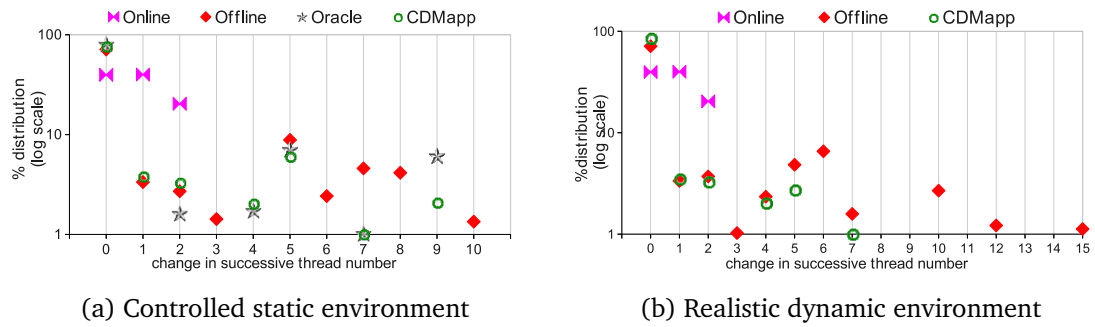 Online Offline Oracle CDMapp
% distribution
(log scale)
100
10
1
0 1 2 3 4 5 6 7 8 9 10
change in successive thread number
(a) Controlled static environment
Online Offline CDMapp
%distribution
(log scale)
100
50
1
0 1 2 3 4 5 6 7 8 9 10 11 12 13 14 15
change in successive thread number
(b) Realistic dynamic environment